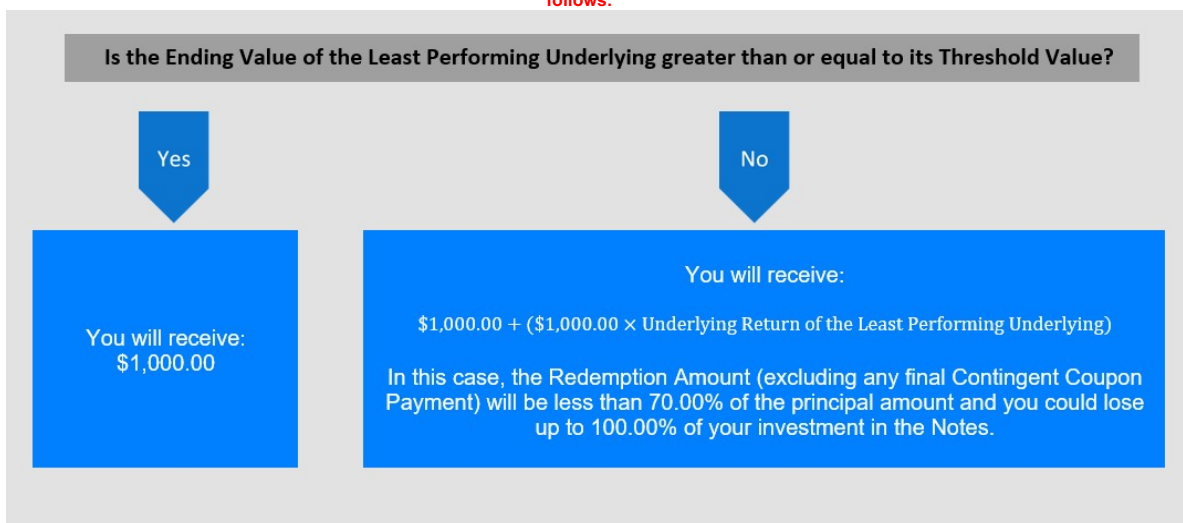 follows:
Is the Ending Value of the Least Performing Underlying greater than or equal to its Threshold Value?
Yes
No
You will receive:
$1,000.00
You will receive:
$1,000.00 + ($1,000.00 × Underlying Return of the Least Performing Underlying)
In this case, the Redemption Amount (excluding any final Contingent Coupon
Payment) will be less than 70.00% of the principal amount and you could lose
up to 100.00% of your investment in the Notes.